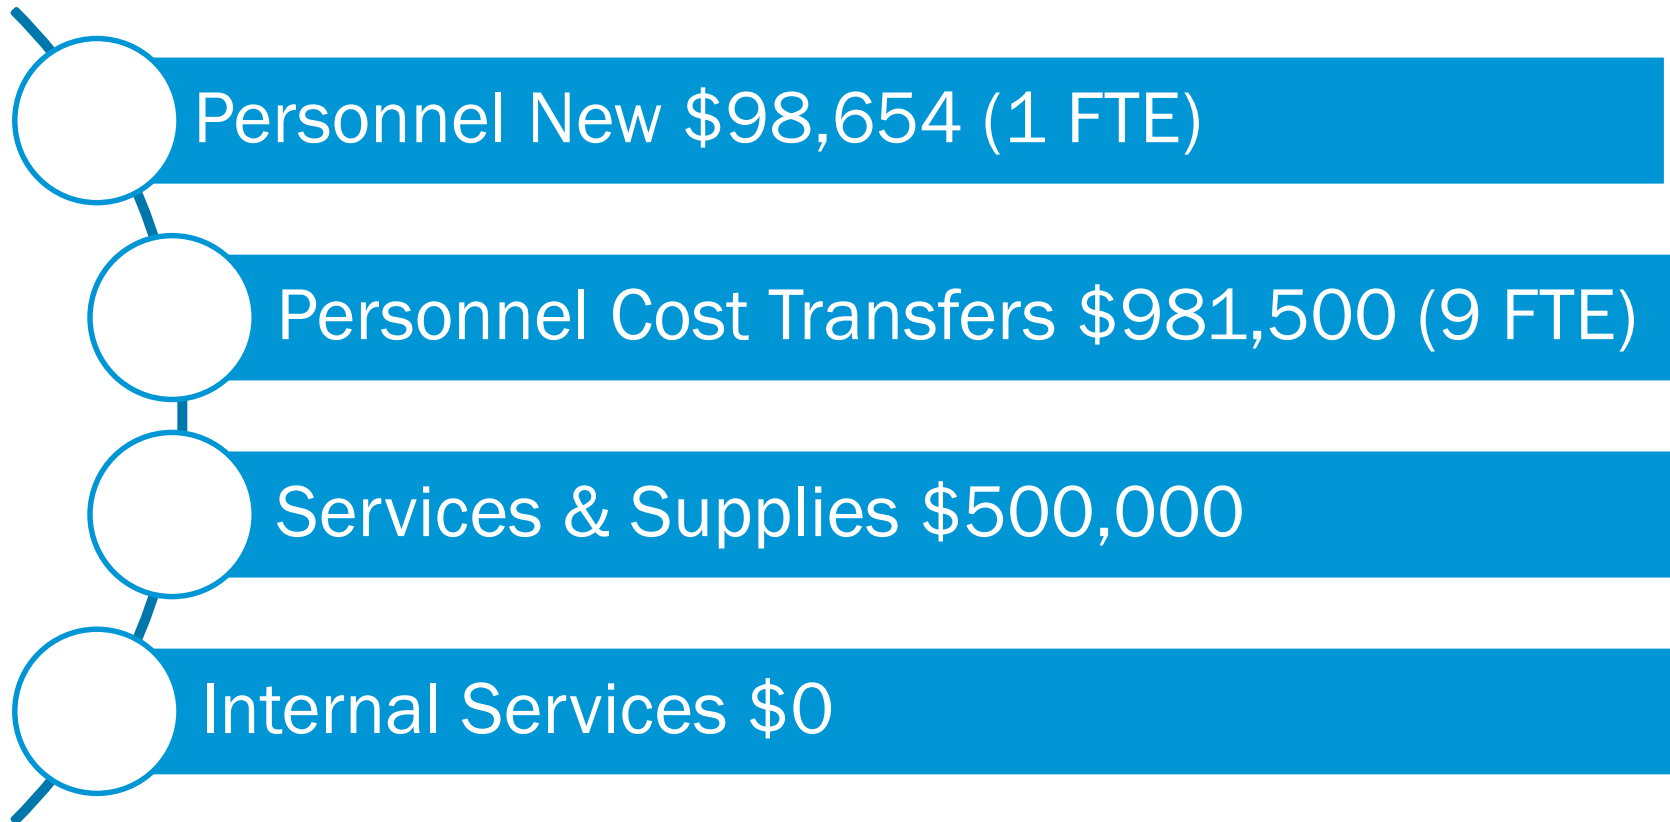 Personnel New $98,654 (1 FTE)
Personnel Cost Transfers $981,500 (9 FTE)
Services & Supplies $500,000
Internal Services $0